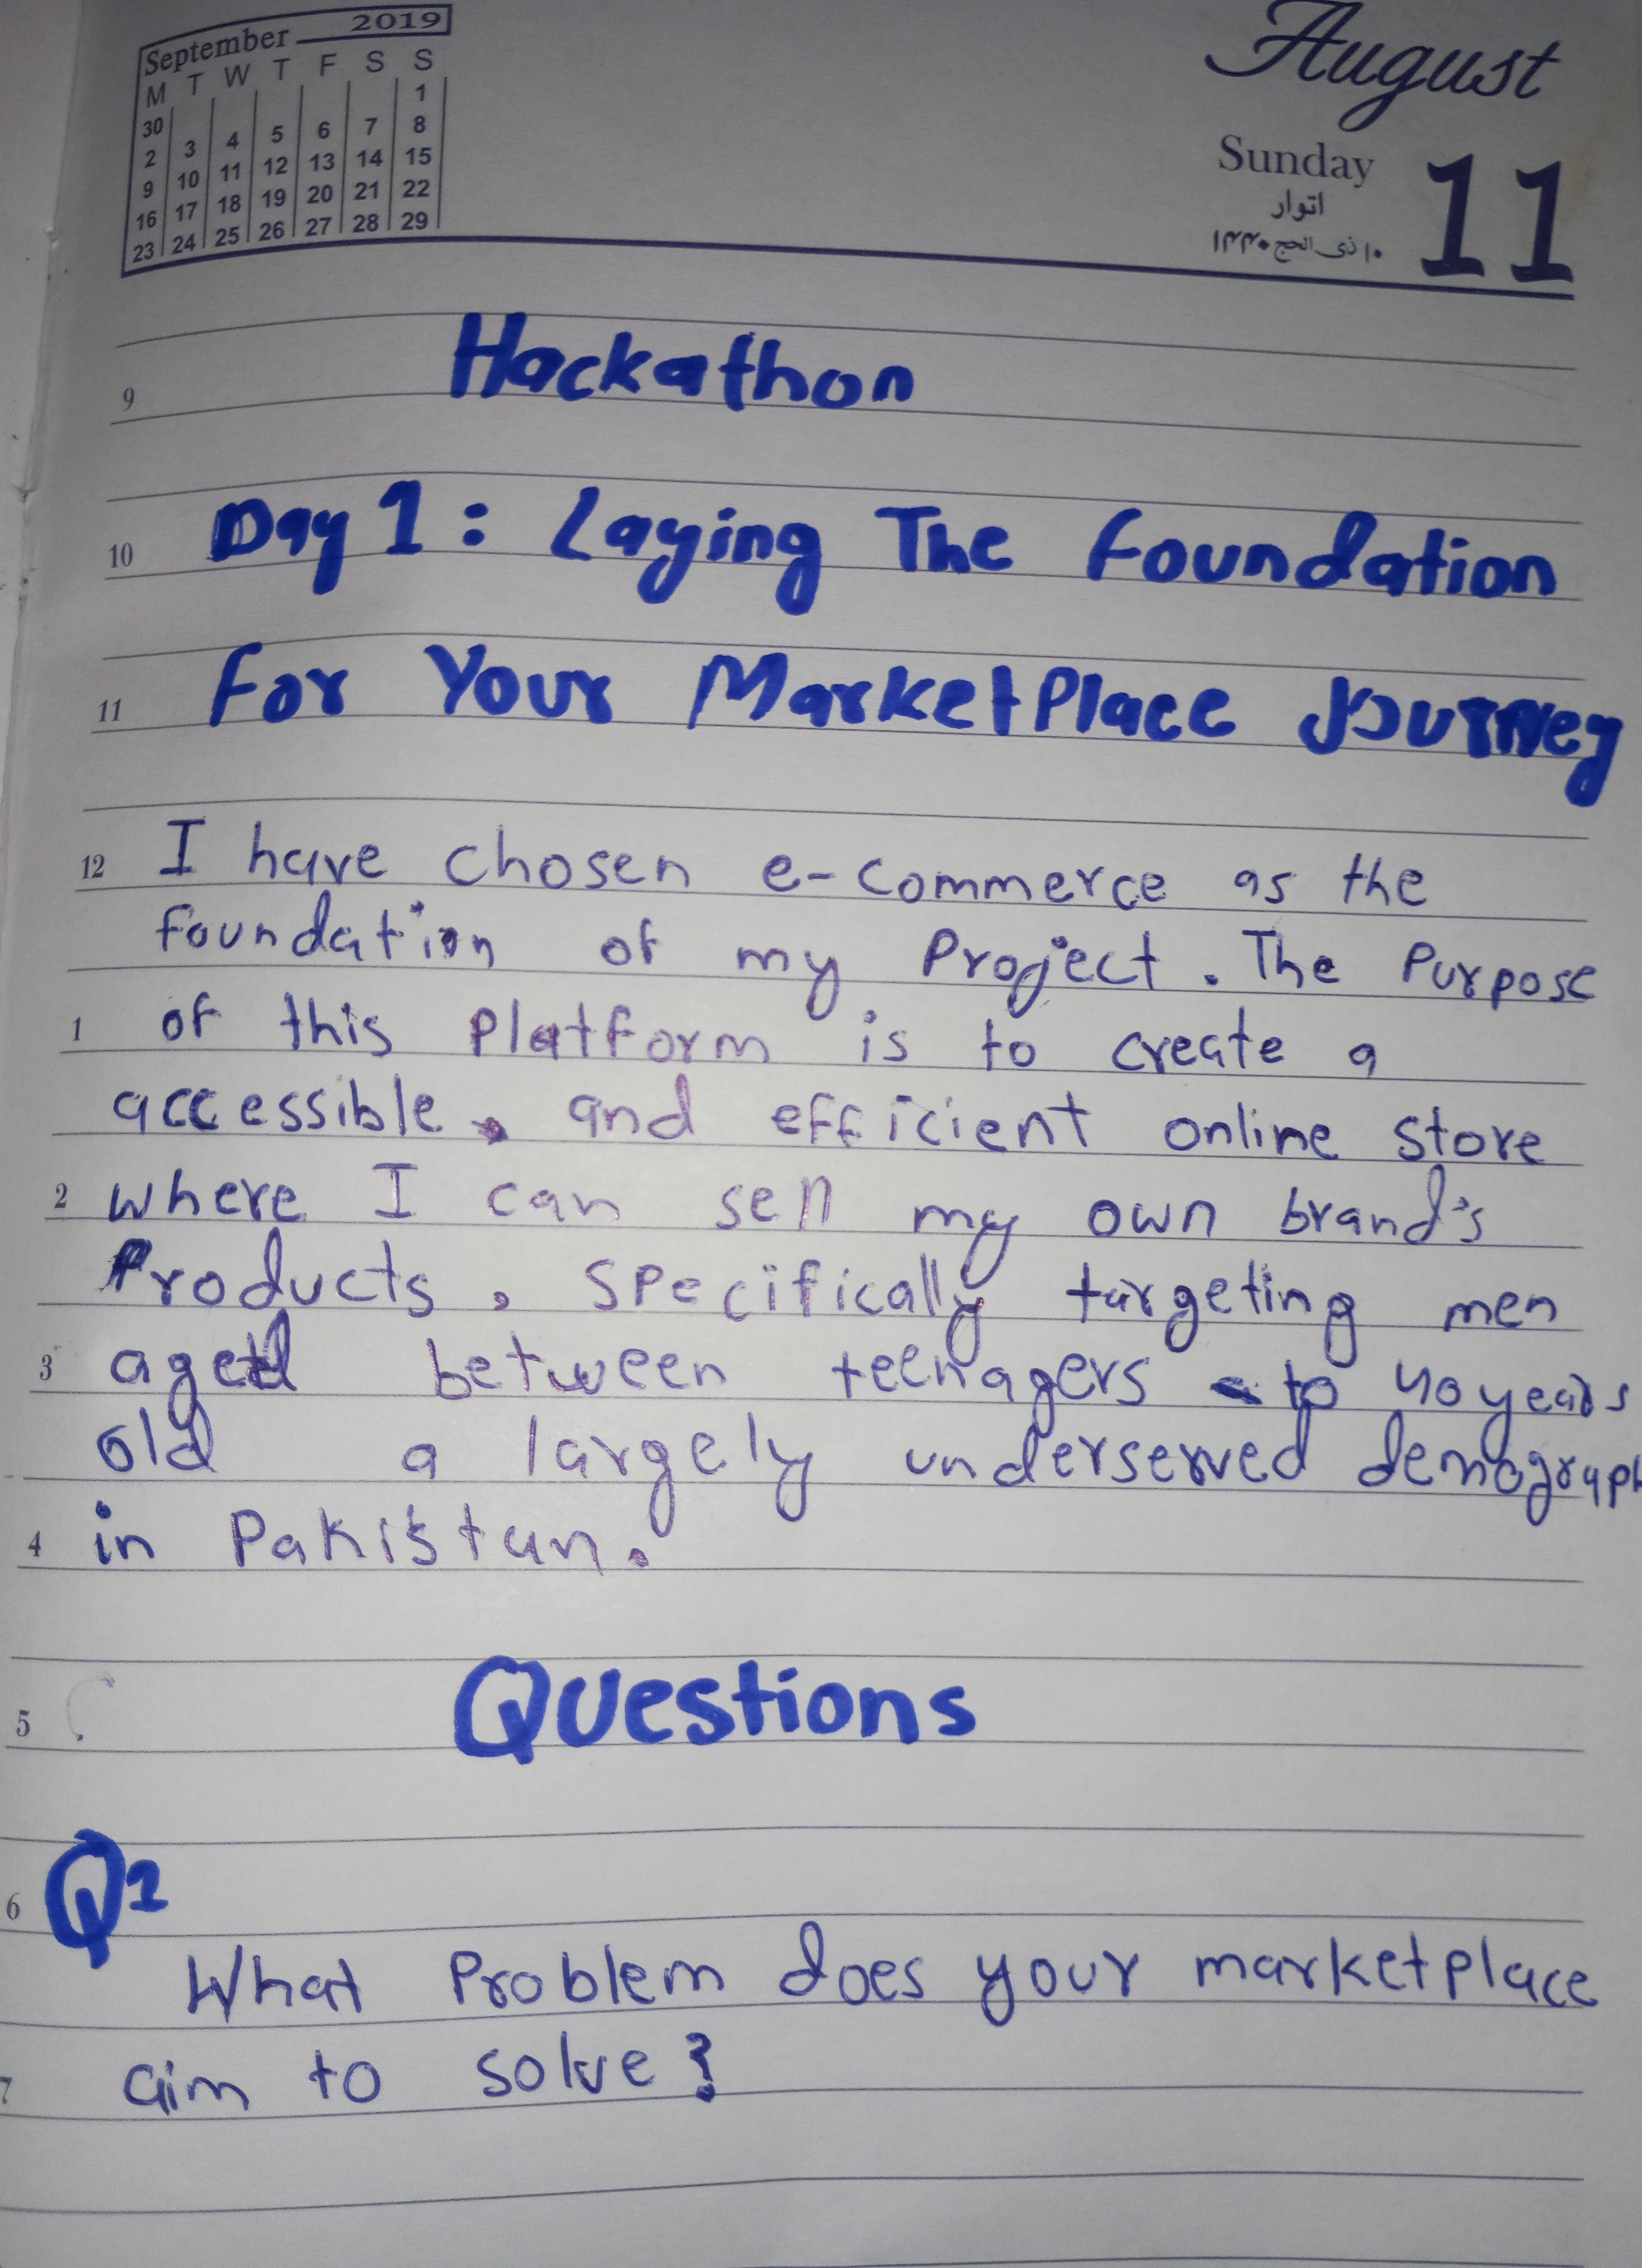 September 2019
M T W T F S S
1
30
2 3 4 5 6 7 8
9 10 11 12 13 14 15
16 17 18 19 20 21 22
23 24 25 26 27 28 29
August
Sunday
اتوار
۱۰ ذی الحج ۱۴۴۰
11
9 Hackathon
10 Day 1 : Laying The Foundation
11 For Your MarketPlace Journey
12 I have chosen e-commerce as the
foundation of my Project. The Purpose
1 of this Platform is to create a
accessible, and efficient online store
2 where I can sell my own brand's
Products, specifically targeting men
3 aged between teenagers to 40 years
old a largely underserved demograph
4 in Pakistan.
5 Questions
6 Q1
What Problem does your marketplace
7 aim to solve?